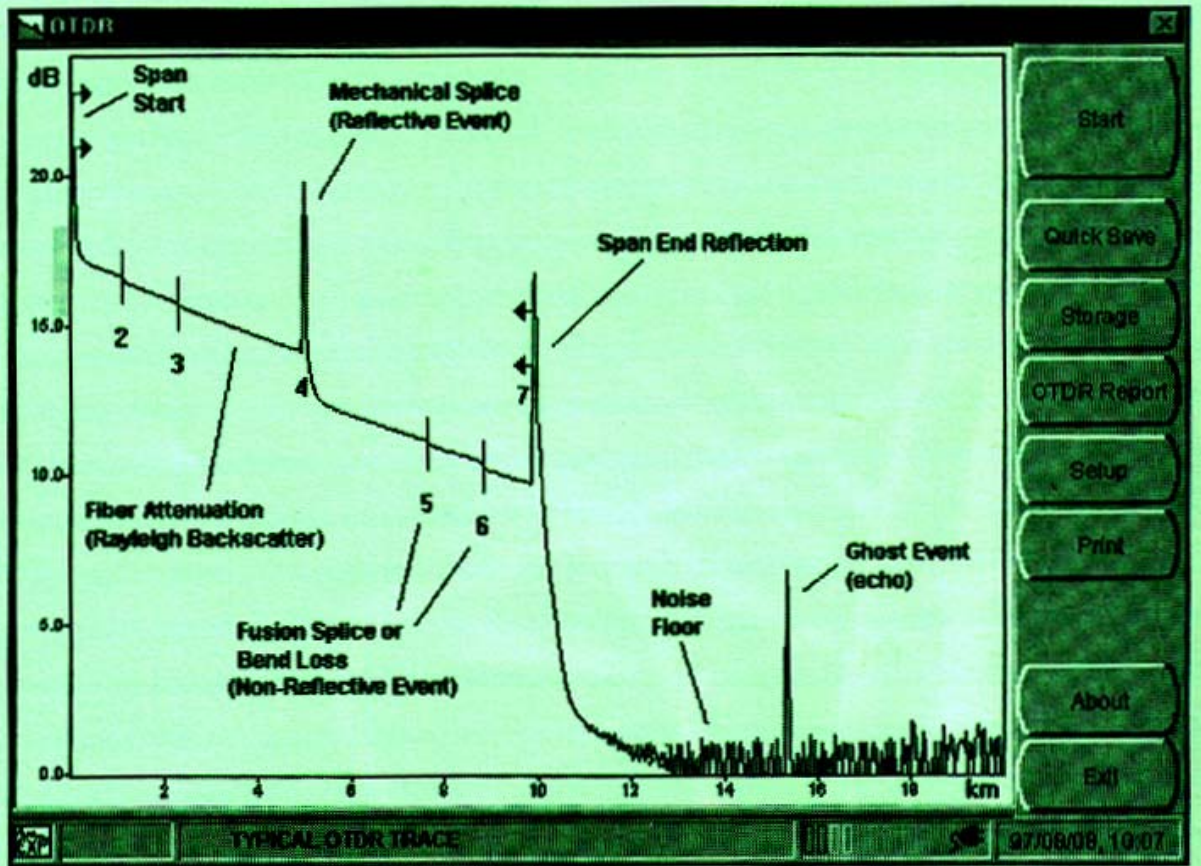 OTDR
dB
Span
Start
Mechanical Splice
(Reflective Event)
20.0
Span End Reflection
15.0
2
3
4
7
10.0
5
6
Fiber Attenuation
(Rayleigh Backscatter)
Ghost Event
(echo)
Noise
Floor
5.0
Fusion Splice or
Bend Loss
(Non-Reflective Event)
0.0
2 4 6 8 10 12 14 16 18 km
Start
Quick Save
Storage
OTDR Report
Setup
Print
About
Exit
EXP
TYPICAL OTDR TRACE
97/08/08, 10:07